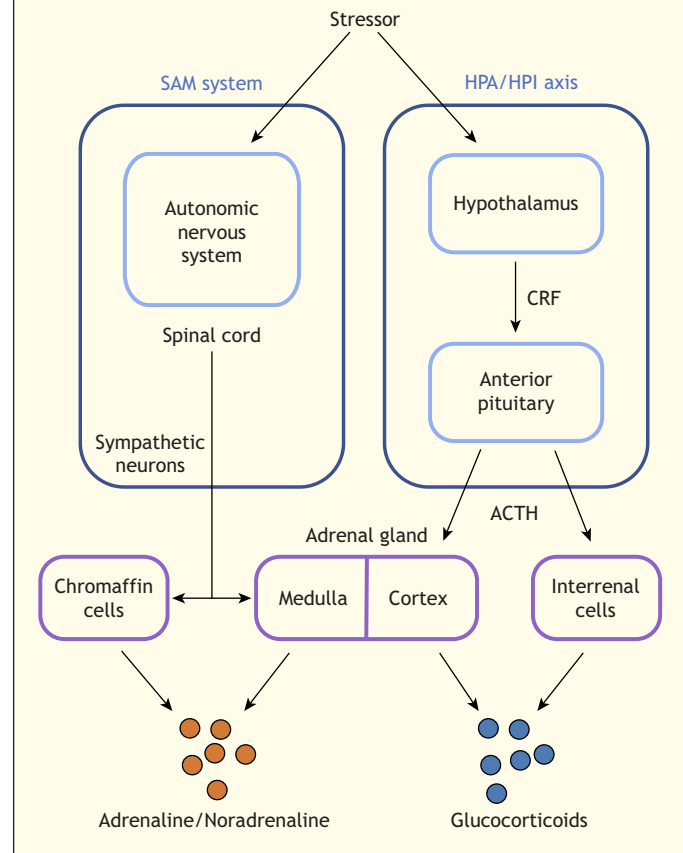 Stressor
SAM system
HPA/HPI axis
Autonomic
nervous
system
Hypothalamus
CRF
Spinal cord
Anterior
pituitary
Sympathetic
neurons
ACTH
Adrenal gland
Chromaffin
cells
Medulla
Cortex
Interrenal
cells
Adrenaline/Noradrenaline
Glucocorticoids